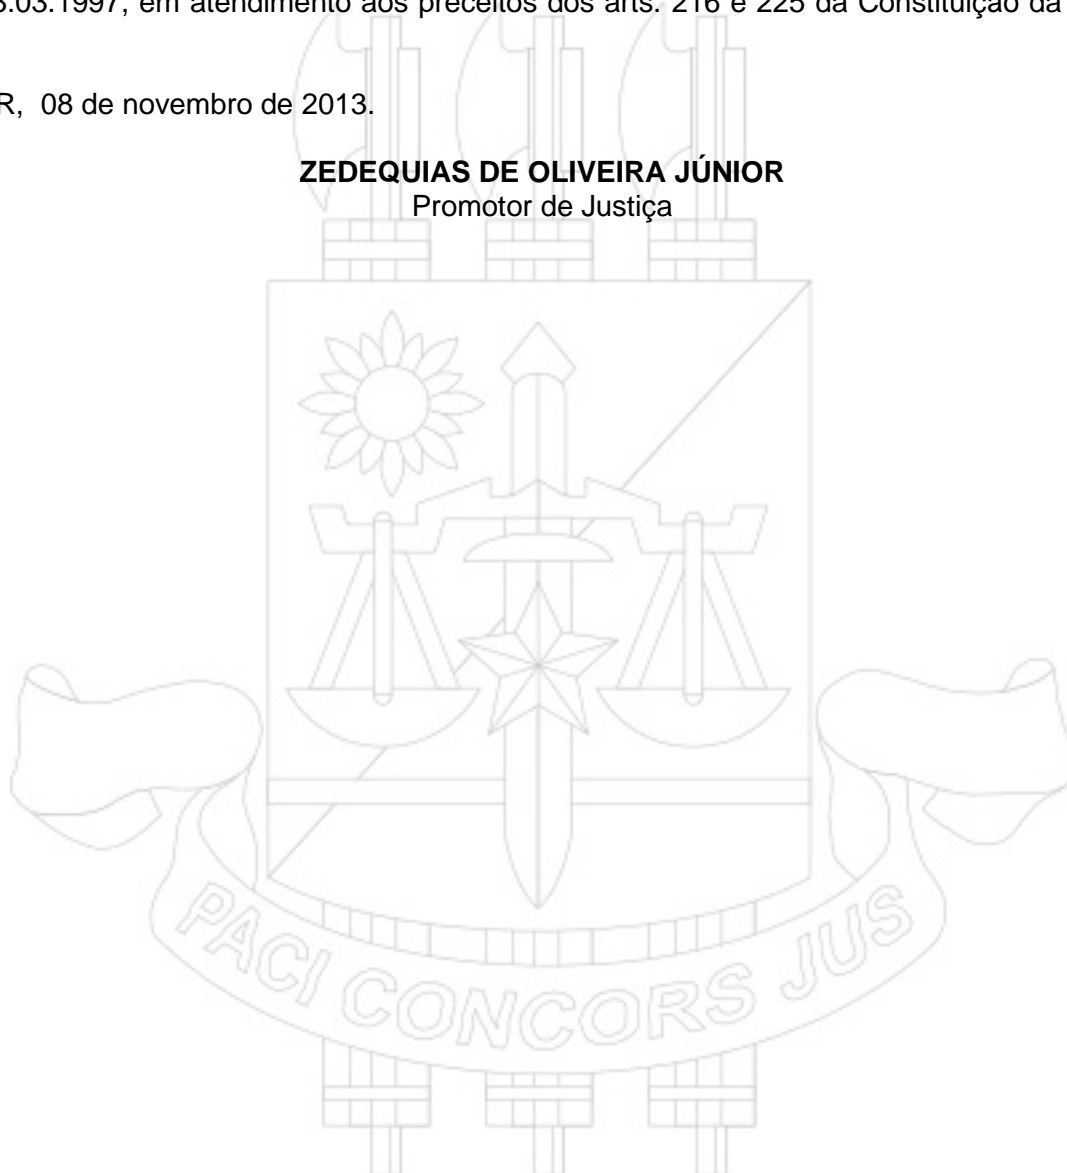 3.03.1997, em atendimento aos preceitos dos arts. 216 e 225 da Constituição da
R, 08 de novembro de 2013.
ZEDEQUIAS DE OLIVEIRA JÚNIOR
Promotor de Justiça
PACI CONCORS JUS